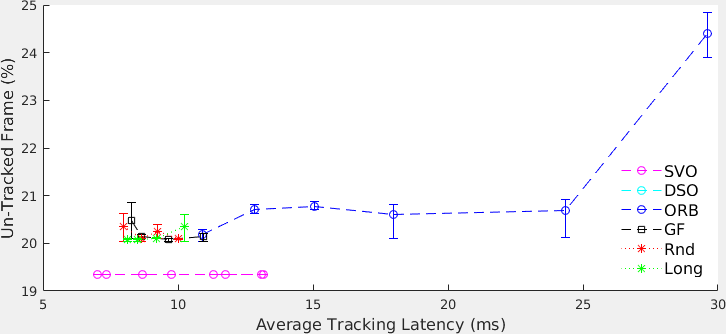 25
24
23
22
21
20
19
Un-Tracked Frame (%)
SVO
DSO
ORB
GF
Rnd
Long
5
10
15
20
25
30
Average Tracking Latency (ms)